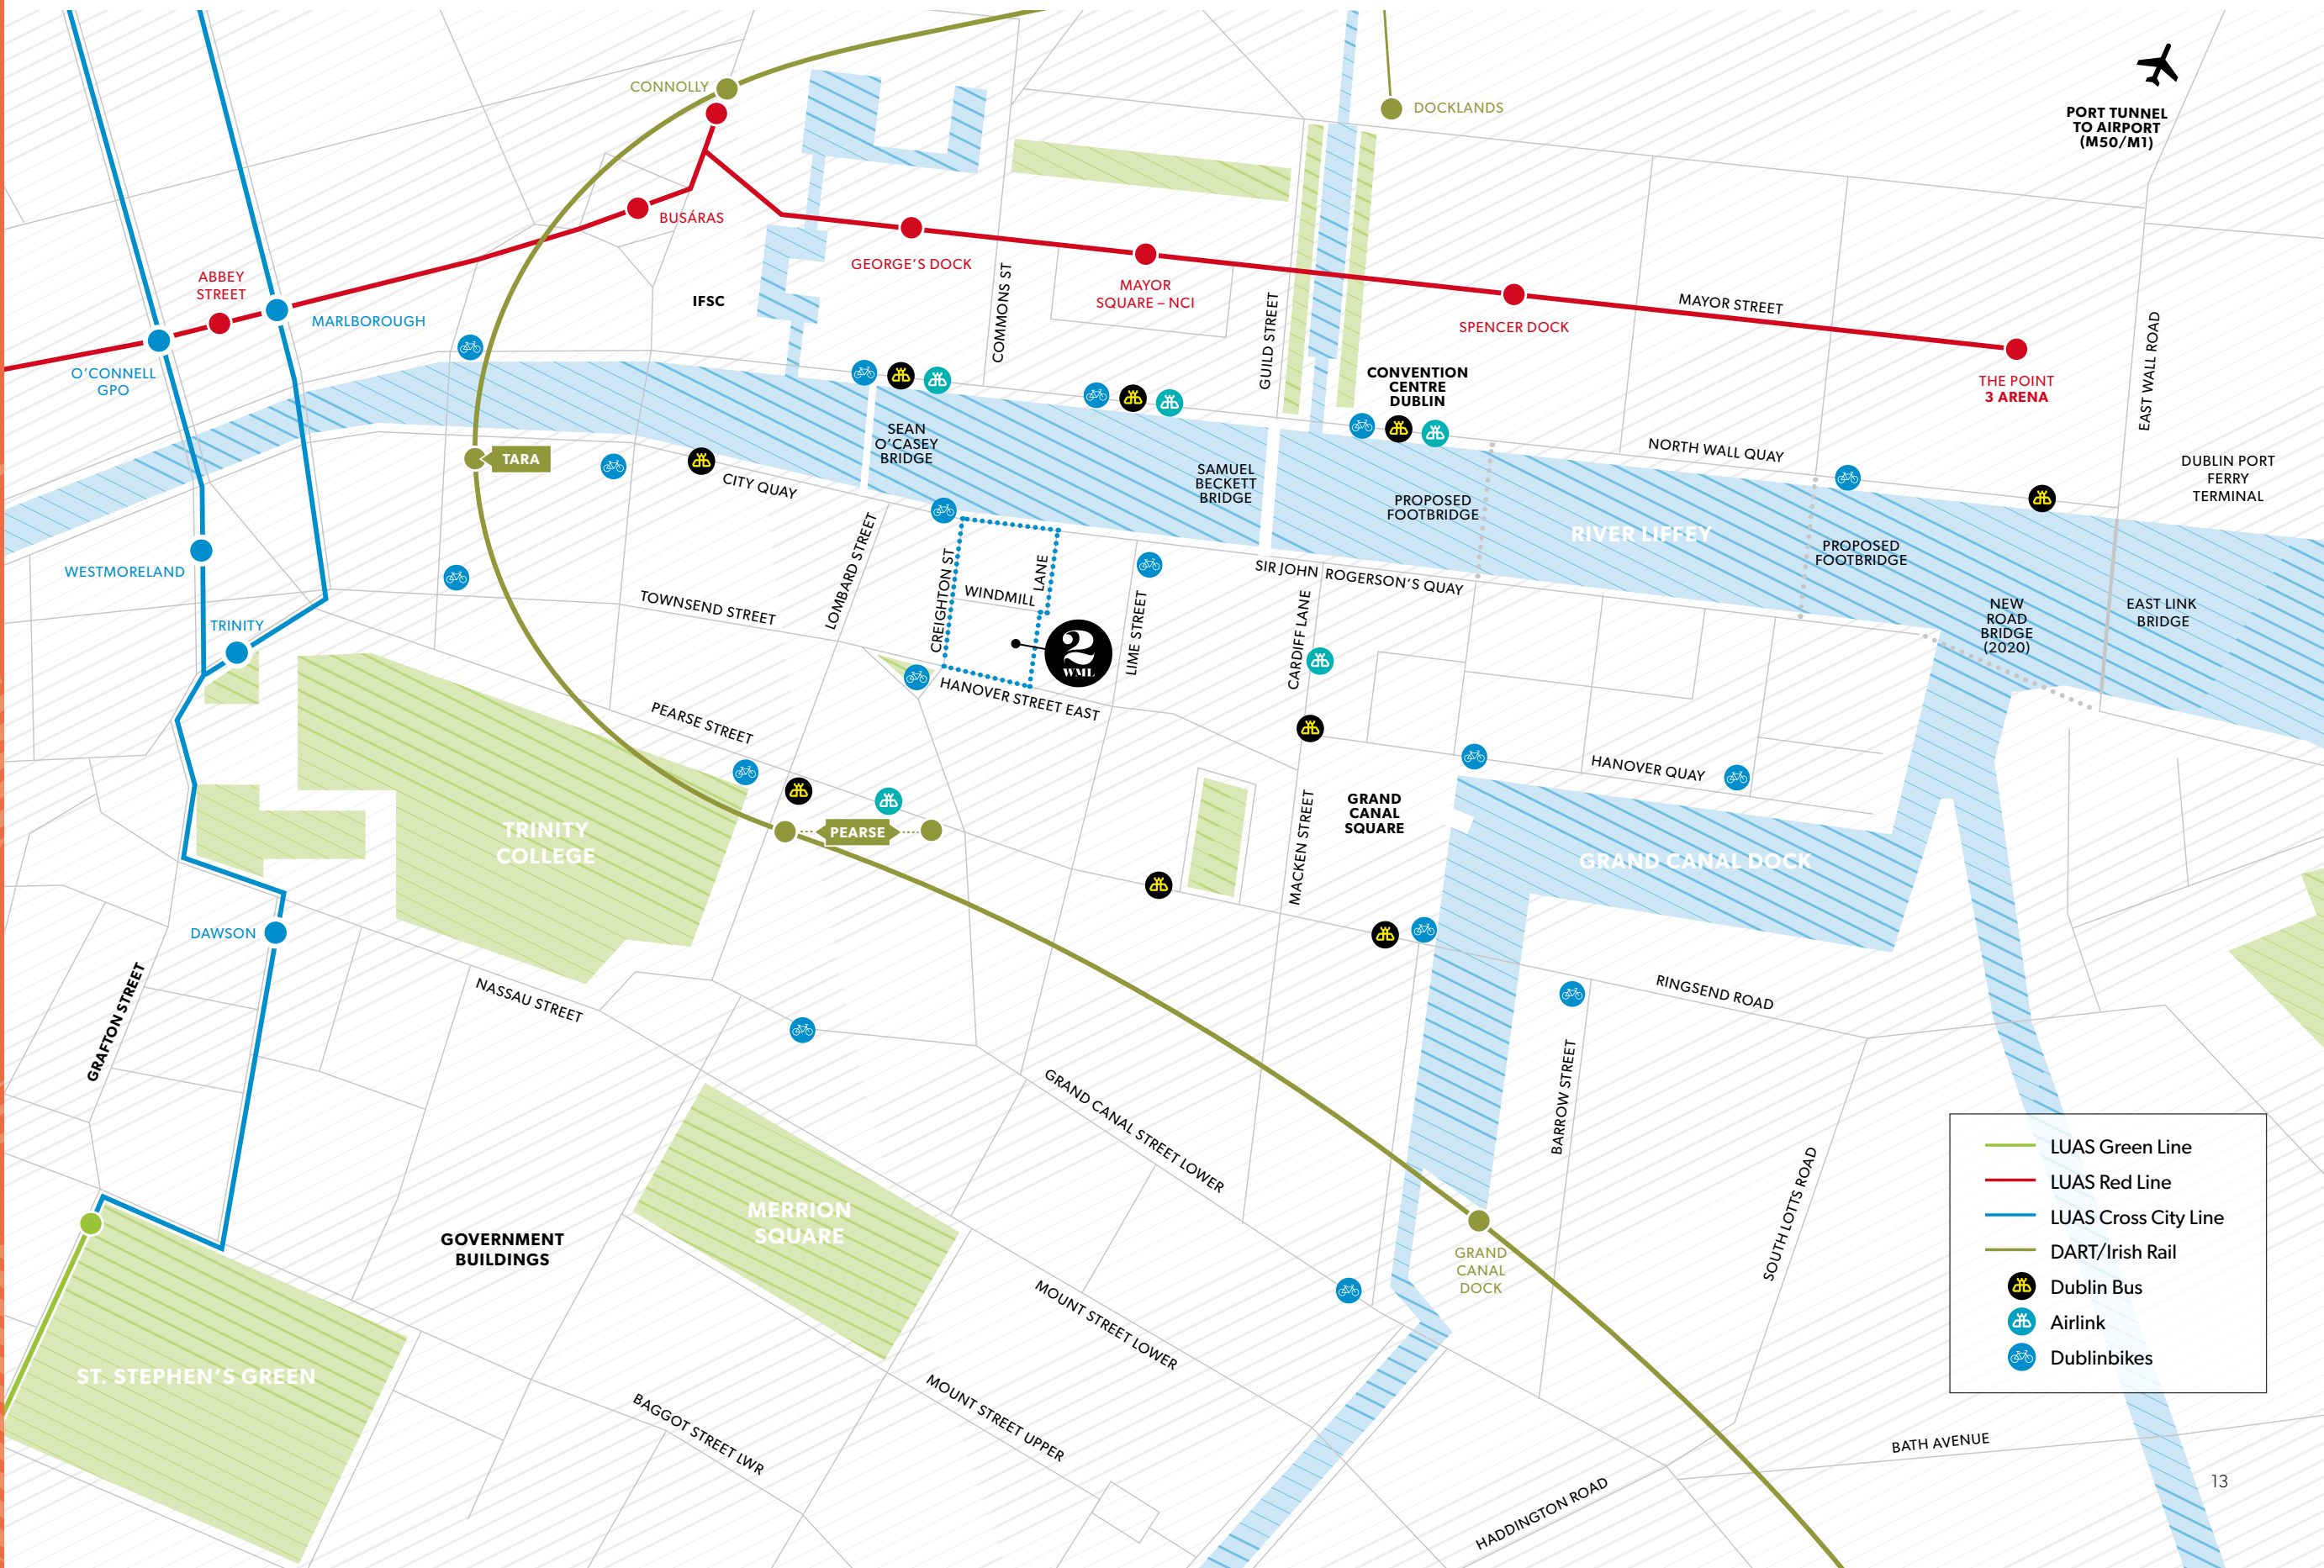 CONNOLLY
DOCKLANDS
PORT TUNNEL
TO AIRPORT
(M50/M1)
BUSÁRAS
GEORGE'S DOCK
ABBEY
STREET
MARLBOROUGH
IFSC
COMMONS ST
MAYOR
SQUARE – NCI
GUILD STREET
SPENCER DOCK
MAYOR STREET
EAST WALL ROAD
O'CONNELL
GPO
THE POINT
3 ARENA
CONVENTION
CENTRE
DUBLIN
TARA
SEAN
O'CASEY
BRIDGE
CITY QUAY
SAMUEL
BECKETT
BRIDGE
NORTH WALL QUAY
DUBLIN PORT
FERRY
TERMINAL
PROPOSED
FOOTBRIDGE
RIVER LIFFEY
PROPOSED
FOOTBRIDGE
WESTMORELAND
LOMBARD STREET
CREIGHTON ST
WINDMILL
LANE
SIR JOHN ROGERSON'S QUAY
TOWNSEND STREET
TRINITY
2
WML
LIME STREET
CARDIFF LANE
NEW
ROAD
BRIDGE
(2020)
EAST LINK
BRIDGE
HANOVER STREET EAST
PEARSE STREET
HANOVER QUAY
PEARSE
TRINITY
COLLEGE
MACKEN STREET
GRAND
CANAL
SQUARE
GRAND CANAL DOCK
DAWSON
GRAFTON STREET
NASSAU STREET
RINGSEND ROAD
BARROW STREET
GRAND CANAL STREET LOWER
SOUTH LOTTS ROAD
MERRION
SQUARE
GOVERNMENT
BUILDINGS
GRAND
CANAL
DOCK
MOUNT STREET LOWER
ST. STEPHEN'S GREEN
BAGGOT STREET LWR
MOUNT STREET UPPER
HADDINGTON ROAD
BATH AVENUE
LUAS Green Line
LUAS Red Line
LUAS Cross City Line
DART/Irish Rail
Dublin Bus
Airlink
Dublinbikes
13